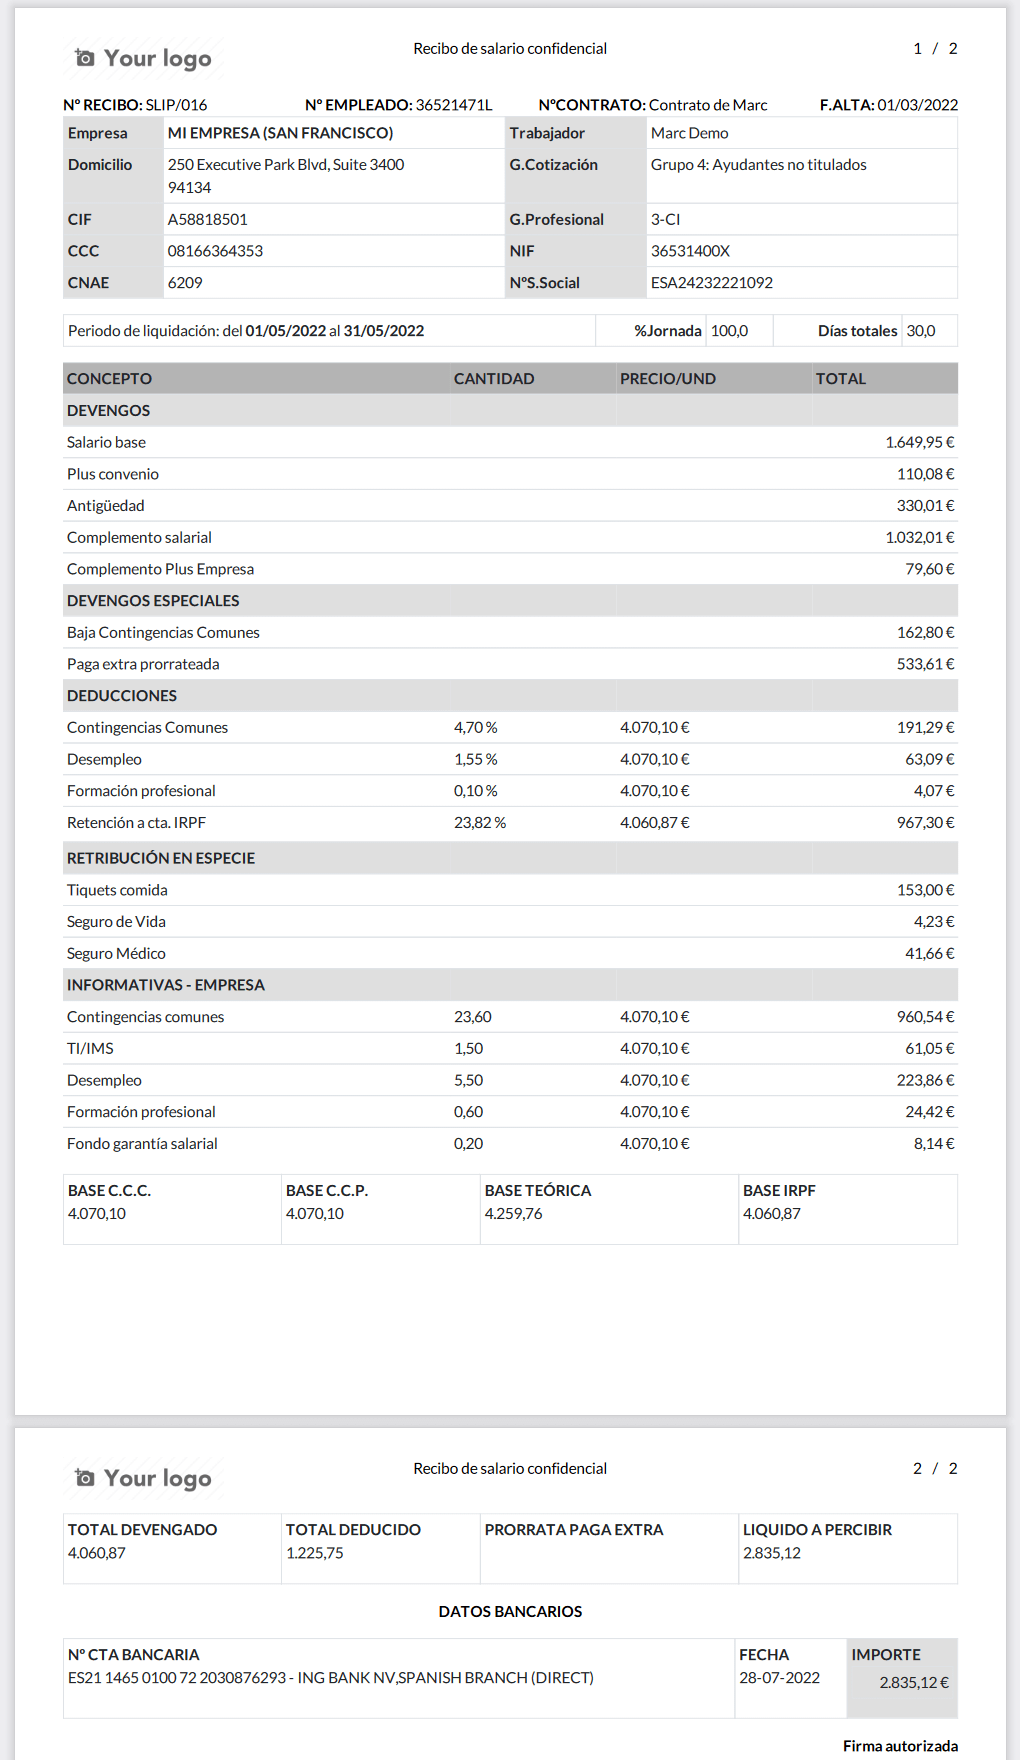 Your logo
Recibo de salario confidencial
1 / 2
Nº RECIBO: SLIP/016 Nº EMPLEADO: 36521471L NºCONTRATO: Contrato de Marc F.ALTA: 01/03/2022
Empresa MI EMPRESA (SAN FRANCISCO) Trabajador Marc Demo
Domicilio 250 Executive Park Blvd, Suite 3400 G.Cotización Grupo 4: Ayudantes no titulados
94134
CIF A58818501 G.Profesional 3-CI
CCC 08166364353 NIF 36531400X
CNAE 6209 NºS.Social ESA24232221092
Periodo de liquidación: del 01/05/2022 al 31/05/2022 %Jornada 100,0 Días totales 30,0
CONCEPTO CANTIDAD PRECIO/UND TOTAL
DEVENGOS
Salario base 1.649,95 €
Plus convenio 110,08 €
Antigüedad 330,01 €
Complemento salarial 1.032,01 €
Complemento Plus Empresa 79,60 €
DEVENGOS ESPECIALES
Baja Contingencias Comunes 162,80 €
Paga extra prorrateada 533,61 €
DEDUCCIONES
Contingencias Comunes 4,70 % 4.070,10 € 191,29 €
Desempleo 1,55 % 4.070,10 € 63,09 €
Formación profesional 0,10 % 4.070,10 € 4,07 €
Retención a cta. IRPF 23,82 % 4.060,87 € 967,30 €
RETRIBUCIÓN EN ESPECIE
Tiquets comida 153,00 €
Seguro de Vida 4,23 €
Seguro Médico 41,66 €
INFORMATIVAS - EMPRESA
Contingencias comunes 23,60 4.070,10 € 960,54 €
TI/IMS 1,50 4.070,10 € 61,05 €
Desempleo 5,50 4.070,10 € 223,86 €
Formación profesional 0,60 4.070,10 € 24,42 €
Fondo garantía salarial 0,20 4.070,10 € 8,14 €
BASE C.C.C. BASE C.C.P. BASE TEÓRICA BASE IRPF
4.070,10 4.070,10 4.259,76 4.060,87
Your logo
Recibo de salario confidencial
2 / 2
TOTAL DEVENGADO TOTAL DEDUCIDO PRORRATA PAGA EXTRA LIQUIDO A PERCIBIR
4.060,87 1.225,75 2.835,12
DATOS BANCARIOS
Nº CTA BANCARIA FECHA IMPORTE
ES21 1465 0100 72 2030876293 - ING BANK NV,SPANISH BRANCH (DIRECT) 28-07-2022 2.835,12 €
Firma autorizada